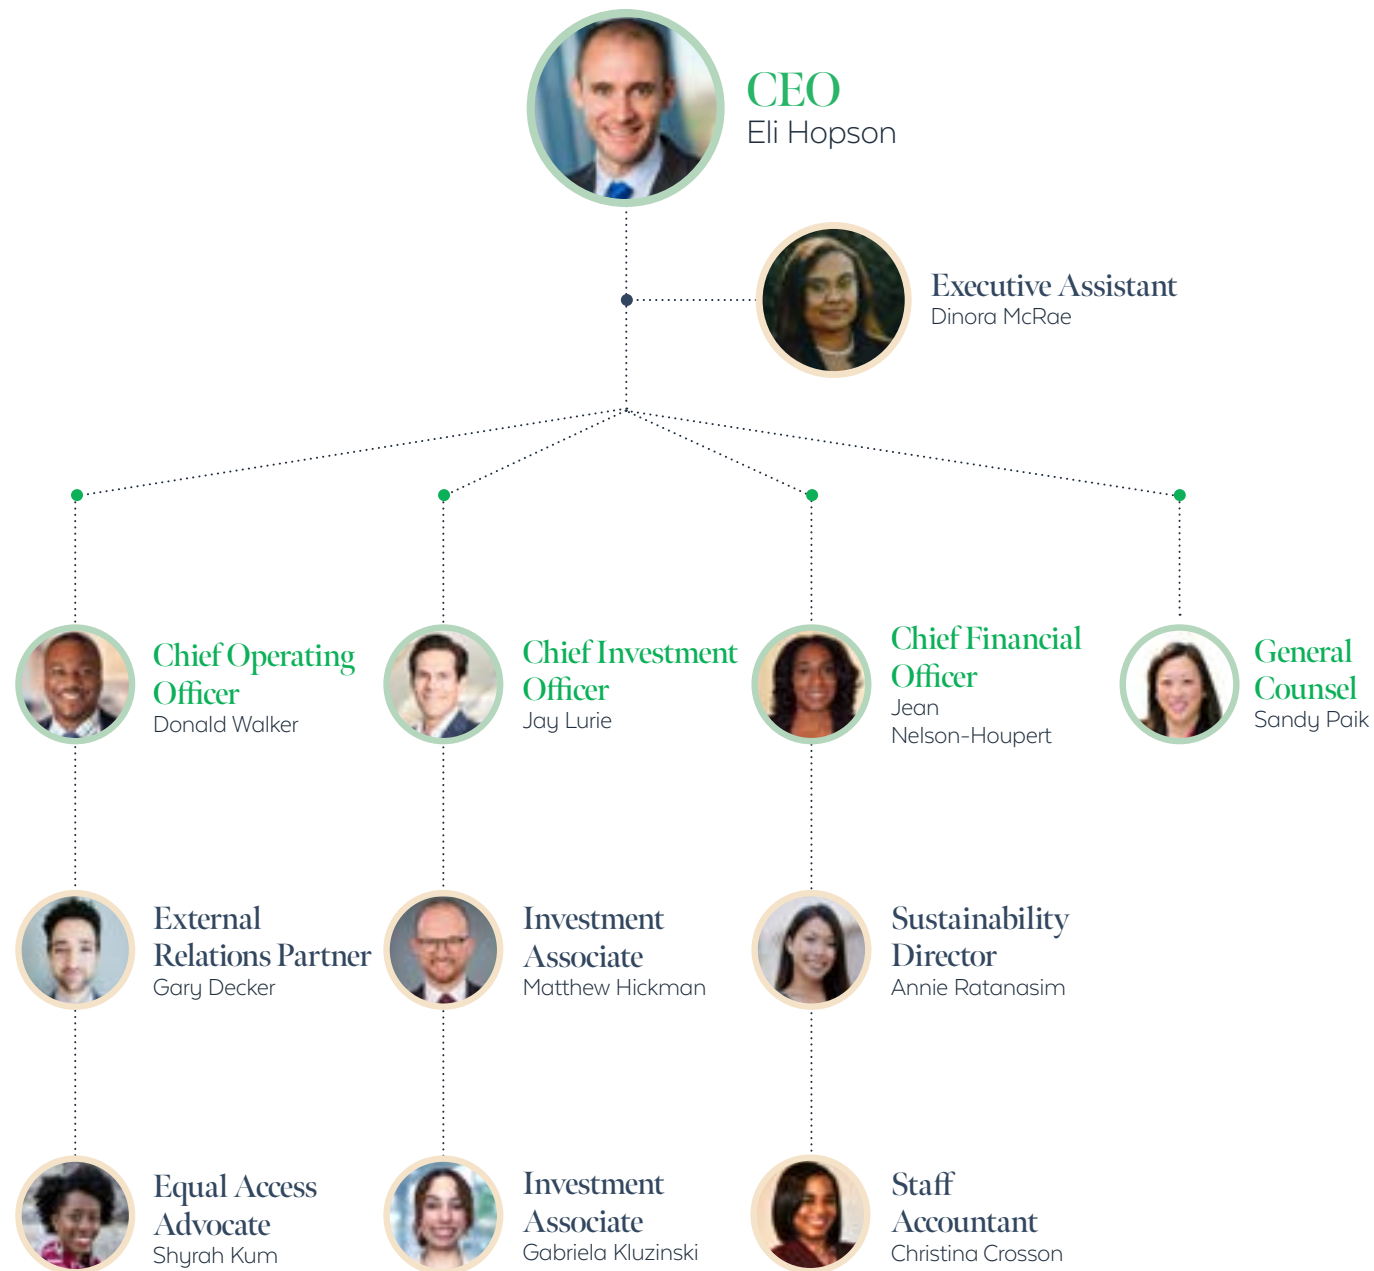 CEO
Eli Hopson
Executive Assistant
Dinora McRae
Chief Operating
Officer
Donald Walker
Chief Investment
Officer
Jay Lurie
Chief Financial
Officer
Jean
Nelson-Houpert
General
Counsel
Sandy Paik
External
Relations Partner
Gary Decker
Investment
Associate
Matthew Hickman
Sustainability
Director
Annie Ratanasim
Equal Access
Advocate
Shyrah Kum
Investment
Associate
Gabriela Kluzinski
Staff
Accountant
Christina Crosson